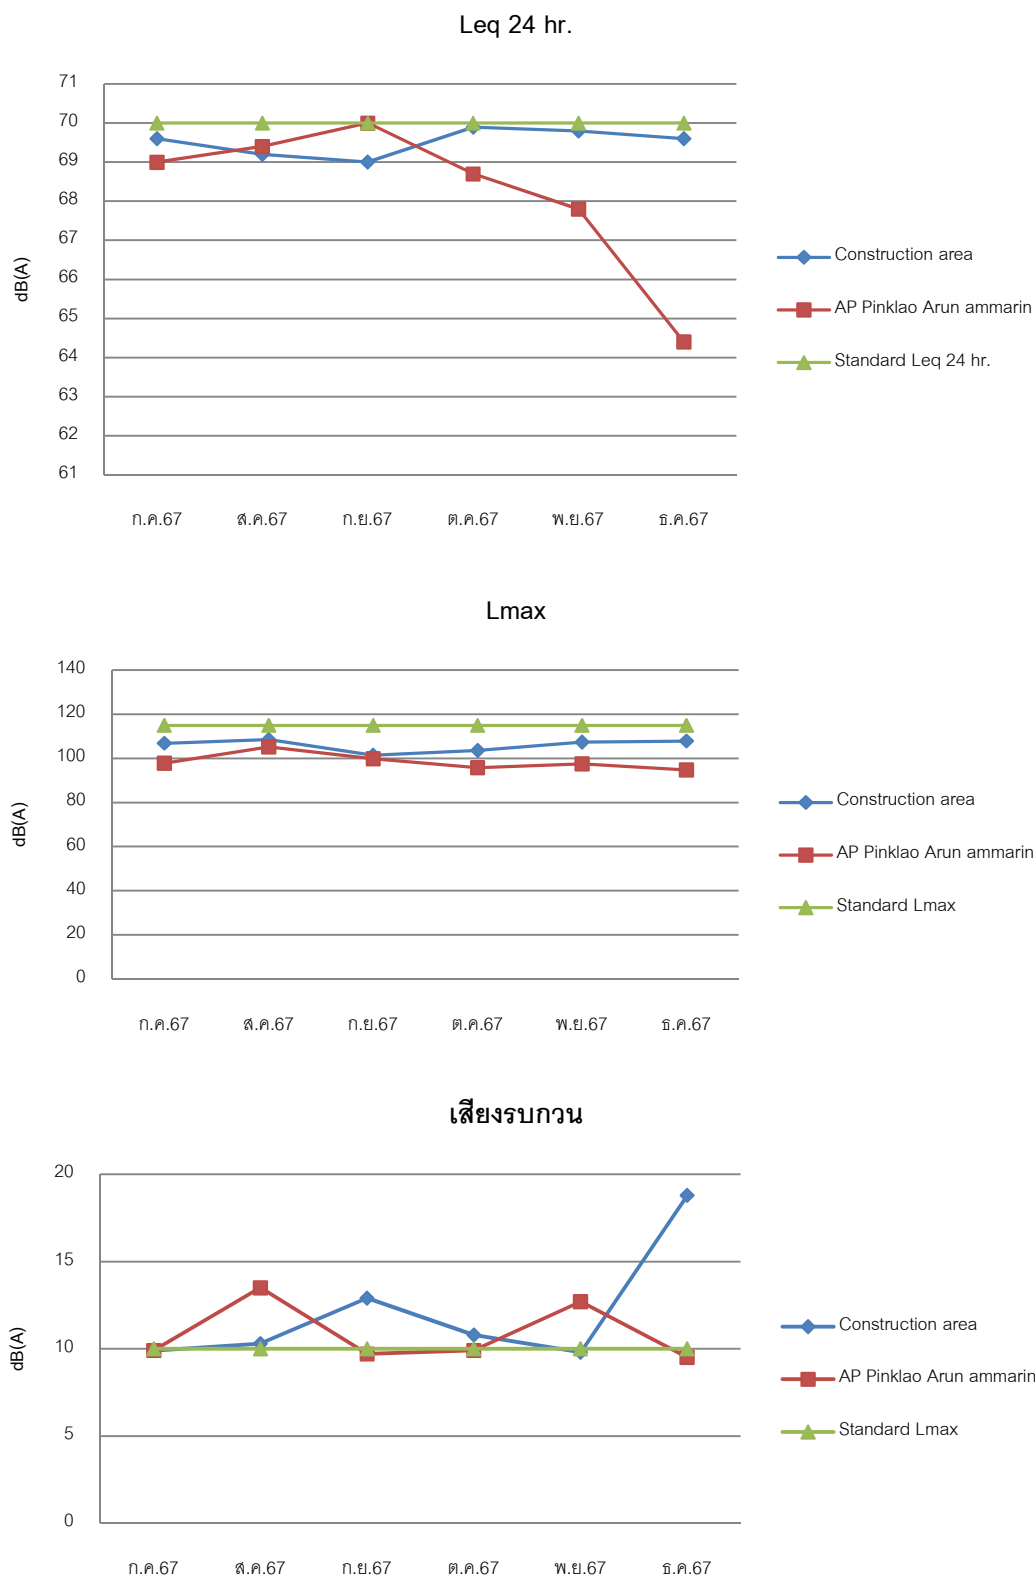 Leq 24 hr.
71
70
69
68
67
66
65
64
63
62
61
dB(A)
ก.ค.67 ส.ค.67 ก.ย.67 ต.ค.67 พ.ย.67 ธ.ค.67
Construction area
AP Pinklao Arun ammarin
Standard Leq 24 hr.
Lmax
140
120
100
80
60
40
20
0
dB(A)
ก.ค.67 ส.ค.67 ก.ย.67 ต.ค.67 พ.ย.67 ธ.ค.67
Construction area
AP Pinklao Arun ammarin
Standard Lmax
เสียงรบกวน
20
15
10
5
0
dB(A)
ก.ค.67 ส.ค.67 ก.ย.67 ต.ค.67 พ.ย.67 ธ.ค.67
Construction area
AP Pinklao Arun ammarin
Standard Lmax